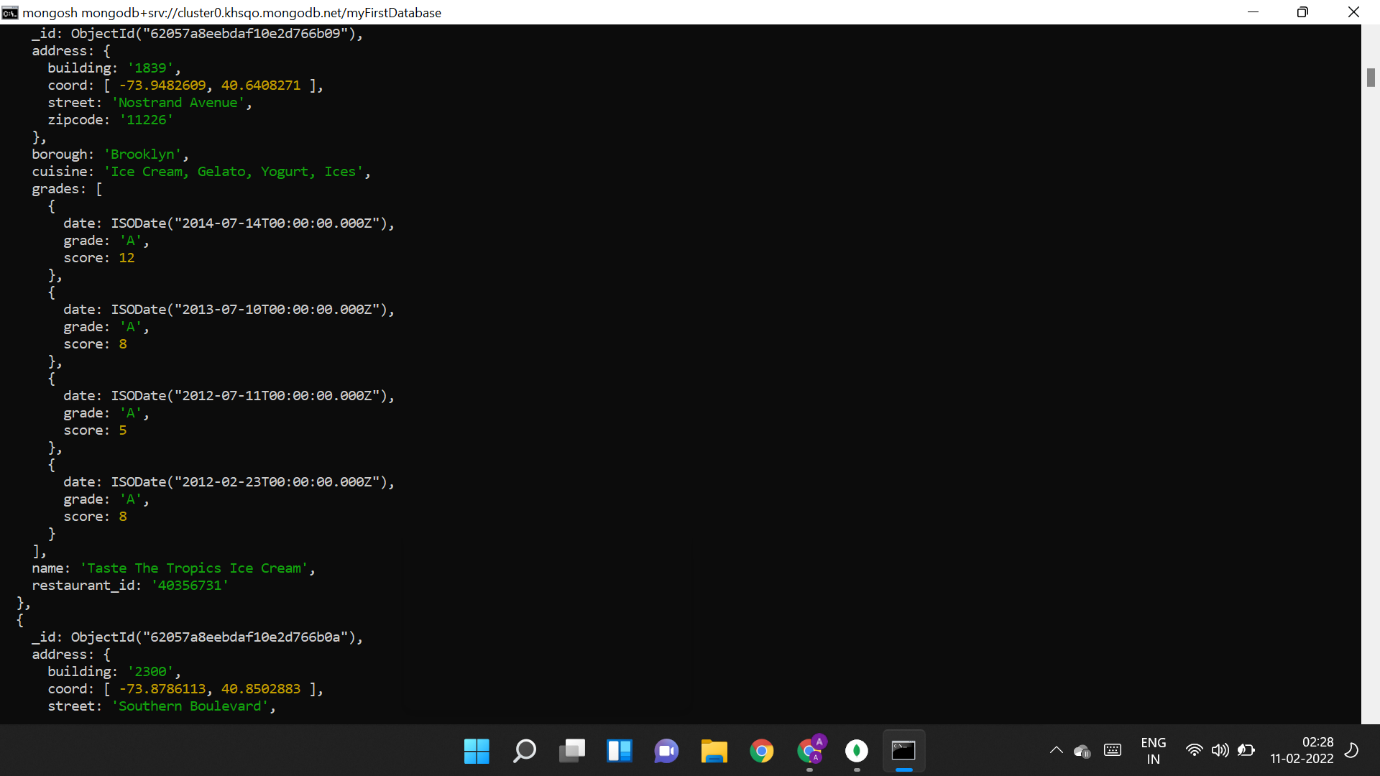 mongosh mongodb+srv://cluster0.khsqo.mongodb.net/myFirstDatabase
_id: ObjectId("62057a8eebdaf10e2d766b09"),
address: {
building: '1839',
coord: [ -73.9482609, 40.6408271 ],
street: 'Nostrand Avenue',
zipcode: '11226'
},
borough: 'Brooklyn',
cuisine: 'Ice Cream, Gelato, Yogurt, Ices',
grades: [
{
date: ISODate("2014-07-14T00:00:00.000Z"),
grade: 'A',
score: 12
},
{
date: ISODate("2013-07-10T00:00:00.000Z"),
grade: 'A',
score: 8
},
{
date: ISODate("2012-07-11T00:00:00.000Z"),
grade: 'A',
score: 5
},
{
date: ISODate("2012-02-23T00:00:00.000Z"),
grade: 'A',
score: 8
}
],
name: 'Taste The Tropics Ice Cream',
restaurant_id: '40356731'
},
{
_id: ObjectId("62057a8eebdaf10e2d766b0a"),
address: {
building: '2300',
coord: [ -73.8786113, 40.8502883 ],
street: 'Southern Boulevard',
ENG
IN
02:28
11-02-2022